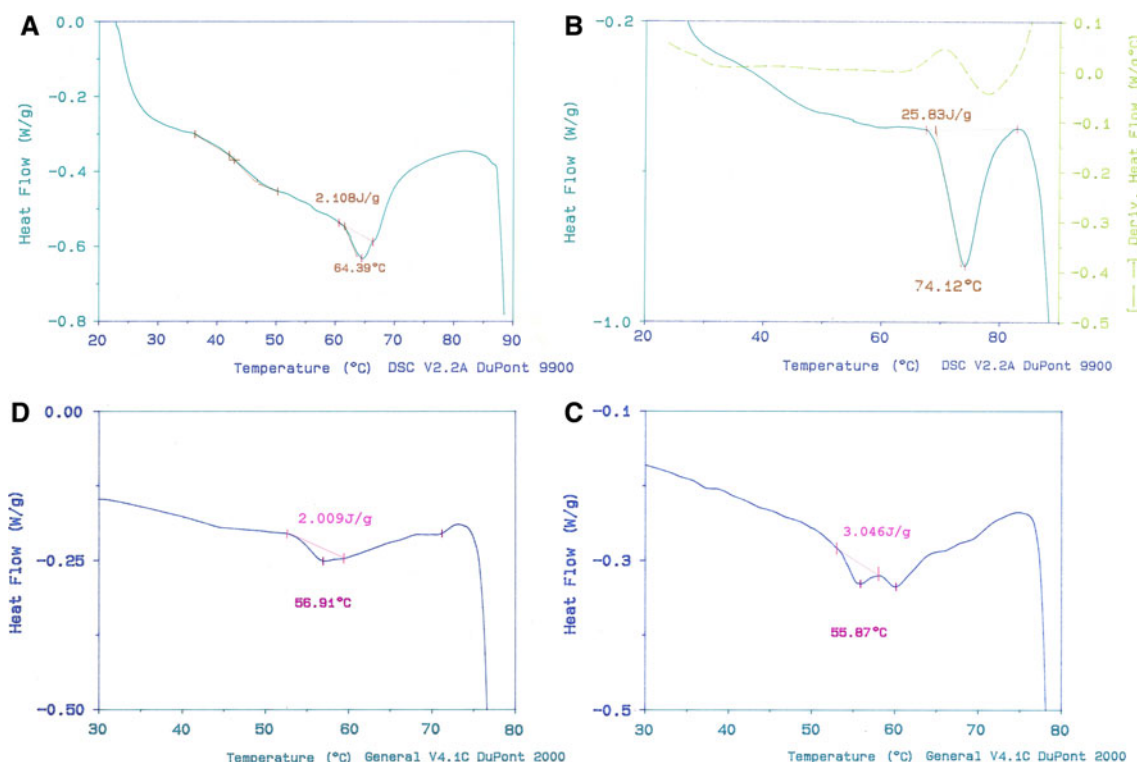 A
0.0
-0.2
-0.4
-0.6
-0.8
Heat Flow (W/g)
2.108J/g
64.39°C
20 30 40 50 60 70 80 90
Temperature (°C) DSC V2.2A DuPont 9900
B
-0.2
-1.0
Heat Flow (W/g)
25.83J/g
74.12°C
0.1
0.0
-0.1
-0.2
-0.3
-0.4
-0.5
[-- --] Deriv. Heat Flow (W/g°C)
20 40 60 80
Temperature (°C) DSC V2.2A DuPont 9900
D
0.00
-0.25
-0.50
Heat Flow (W/g)
2.009J/g
56.91°C
30 40 50 60 70 80
Temperature (°C) General V4.1C DuPont 2000
C
-0.1
-0.3
-0.5
Heat Flow (W/g)
3.046J/g
55.87°C
30 40 50 60 70 80
Temperature (°C) General V4.1C DuPont 2000